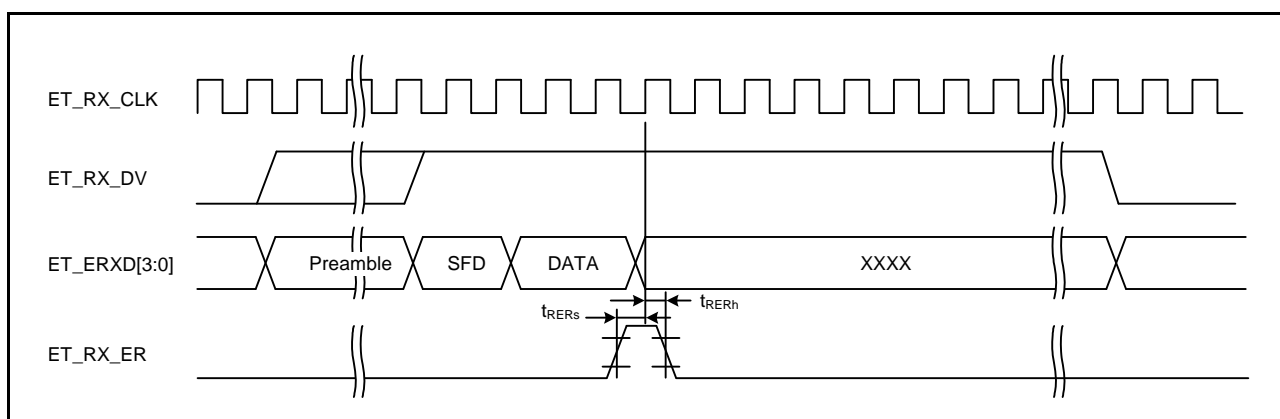 ET_RX_CLK
ET_RX_DV
ET_ERXD[3:0]
Preamble
SFD
DATA
XXXX
tRERs
tRERh
ET_RX_ER